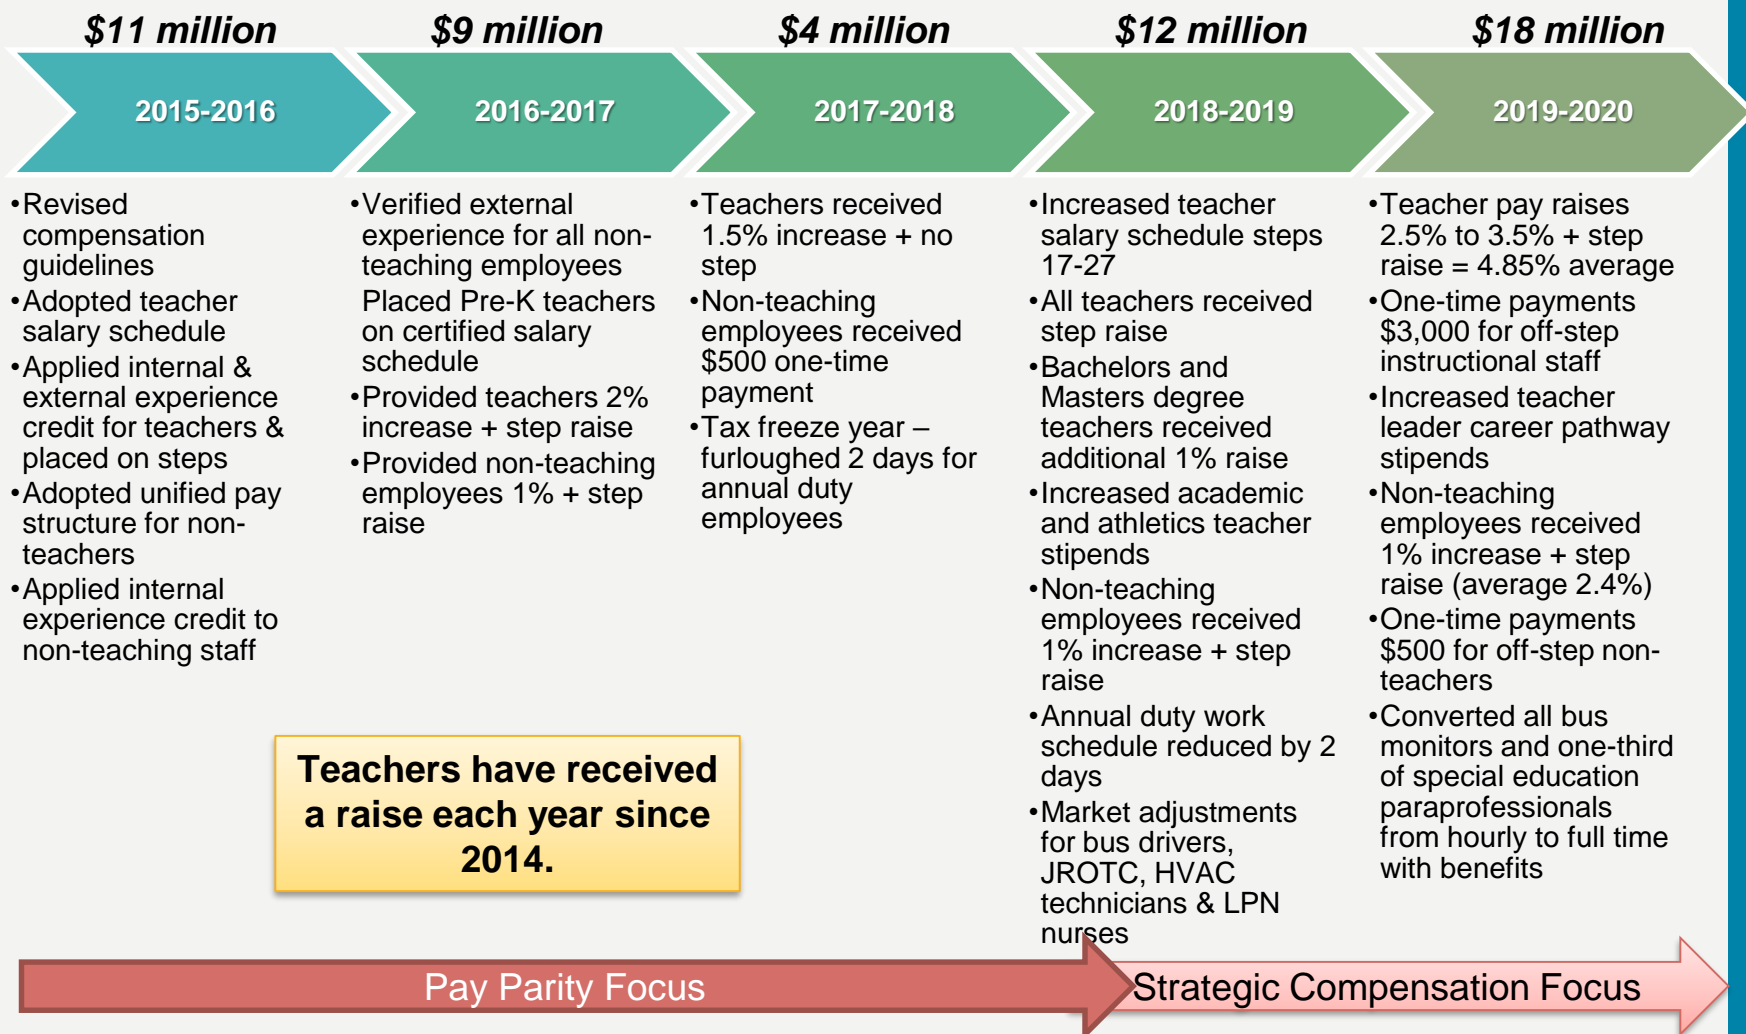 $11 million
$9 million
$4 million
$12 million
$18 million
2015-2016
2016-2017
2017-2018
2018-2019
2019-2020
•Revised
compensation
guidelines
•Adopted teacher
salary schedule
•Applied internal &
external experience
credit for teachers &
placed on steps
•Adopted unified pay
structure for non-
teachers
•Applied internal
experience credit to
non-teaching staff
•Verified external
experience for all non-
teaching employees
Placed Pre-K teachers
on certified salary
schedule
•Provided teachers 2%
increase + step raise
•Provided non-teaching
employees 1% + step
raise
•Teachers received
1.5% increase + no
step
•Non-teaching
employees received
$500 one-time
payment
•Tax freeze year –
furloughed 2 days for
annual duty
employees
•Increased teacher
salary schedule steps
17-27
•All teachers received
step raise
•Bachelors and
Masters degree
teachers received
additional 1% raise
•Increased academic
and athletics teacher
stipends
•Non-teaching
employees received
1% increase + step
raise
•Annual duty work
schedule reduced by 2
days
•Market adjustments
for bus drivers,
JROTC, HVAC
technicians & LPN
nurses
•Teacher pay raises
2.5% to 3.5% + step
raise = 4.85% average
•One-time payments
$3,000 for off-step
instructional staff
•Increased teacher
leader career pathway
stipends
•Non-teaching
employees received
1% increase + step
raise (average 2.4%)
•One-time payments
$500 for off-step non-
teachers
•Converted all bus
monitors and one-third
of special education
paraprofessionals
from hourly to full time
with benefits
Teachers have received
a raise each year since
2014.
Pay Parity Focus
Strategic Compensation Focus